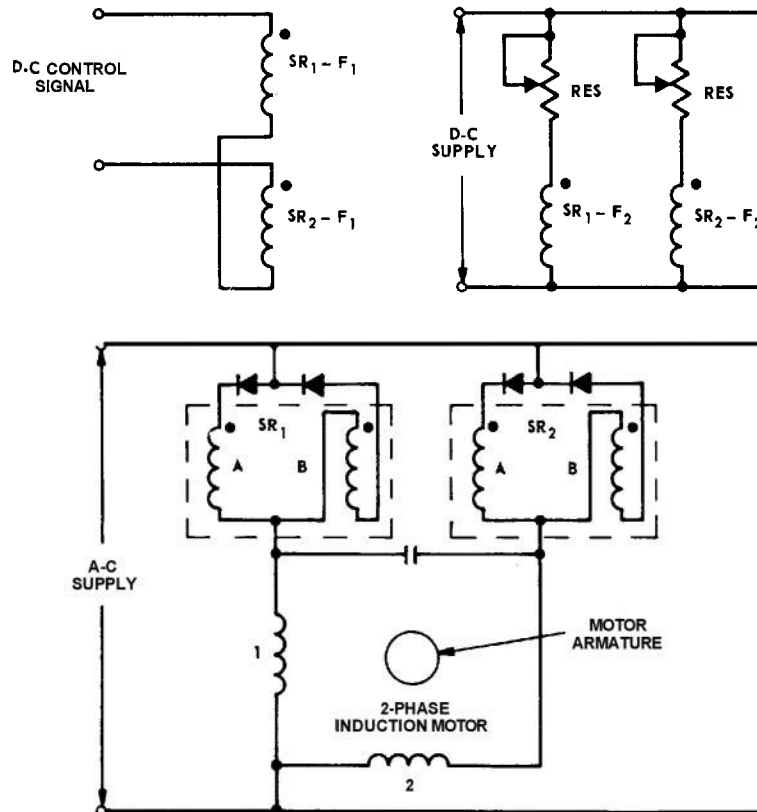 D.C CONTROL
SIGNAL
SR1 – F1
SR2 – F1
D-C
SUPPLY
RES
RES
SR1 – F2
SR2 – F2
A-C
SUPPLY
SR1
A
B
SR2
A
B
1
MOTOR
ARMATURE
2-PHASE
INDUCTION MOTOR
2